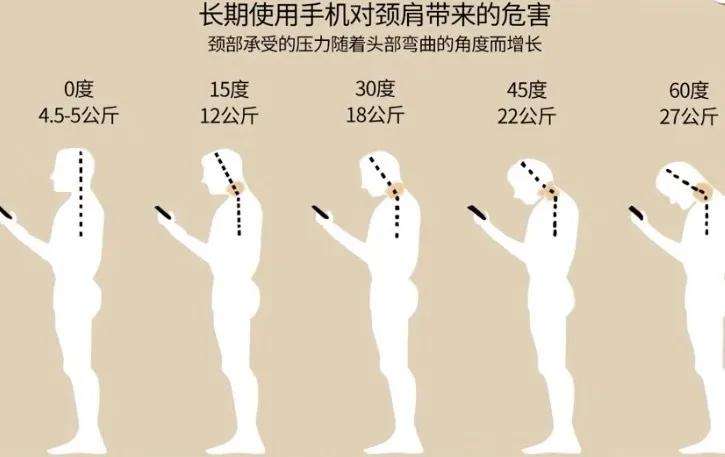 长期使用手机对颈肩带来的危害
颈部承受的压力随着头部弯曲的角度而增长
0度
4.5-5公斤
15度
12公斤
30度
18公斤
45度
22公斤
60度
27公斤